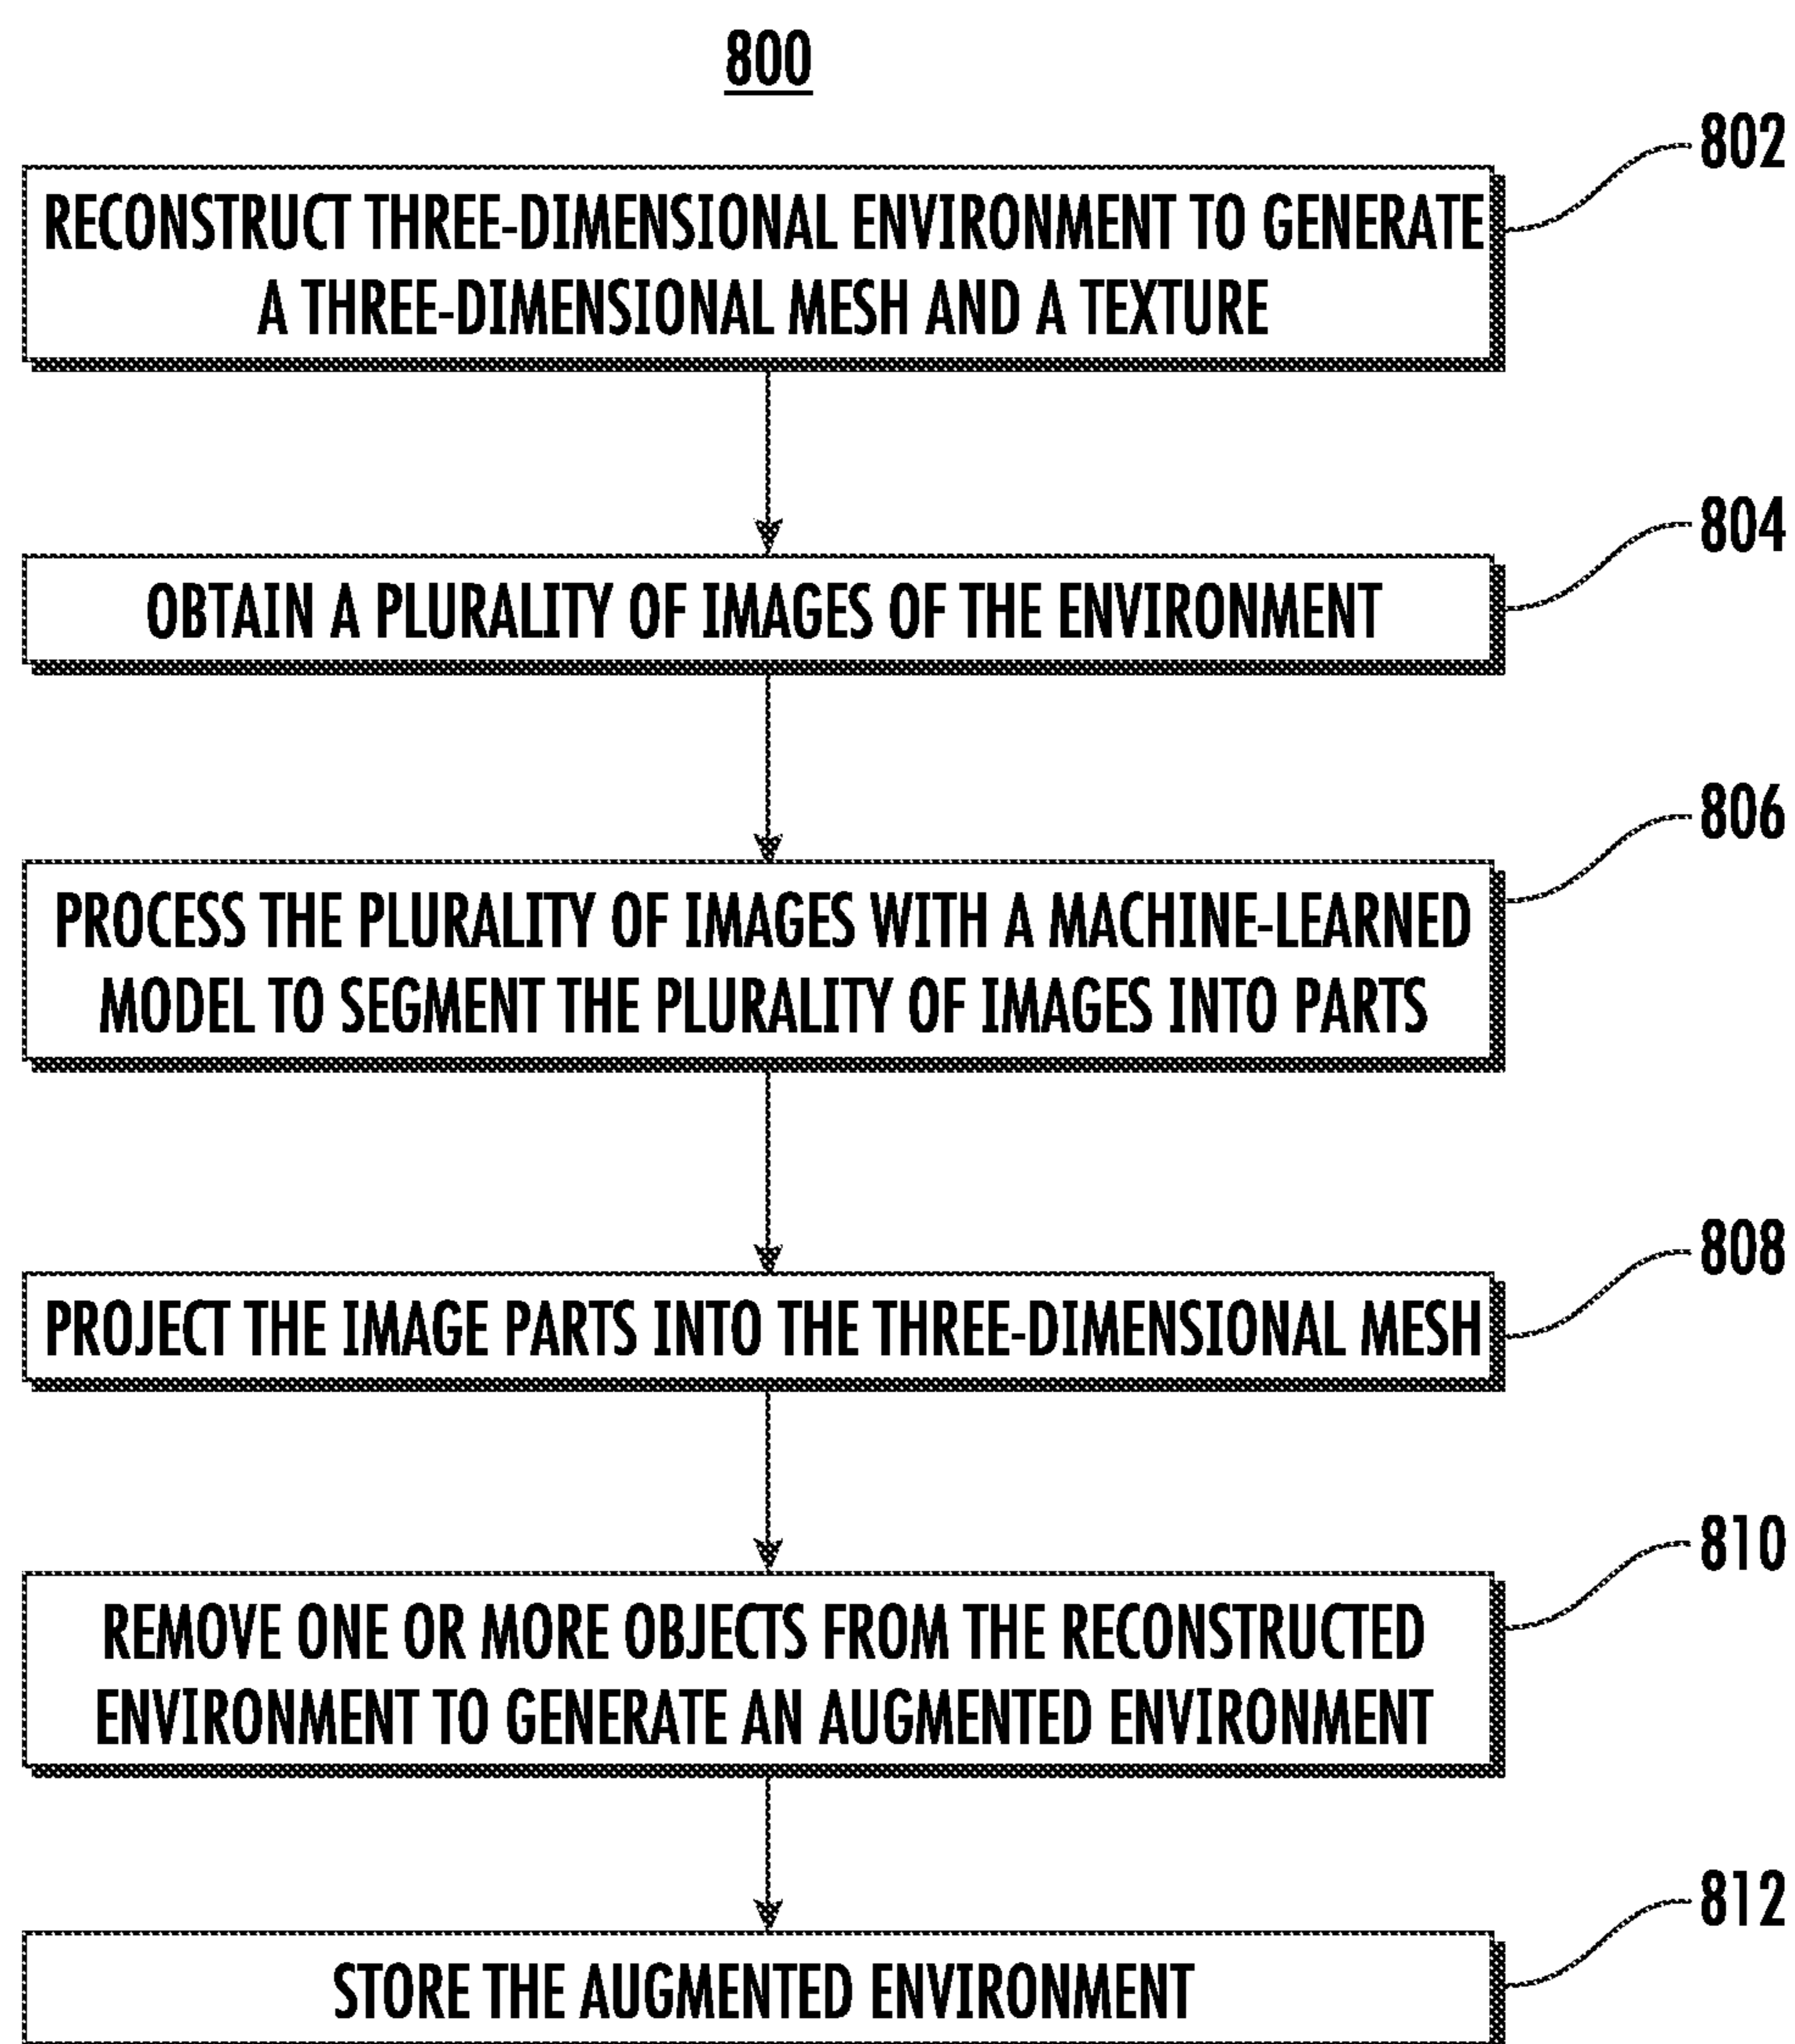 800
802
RECONSTRUCT THREE-DIMENSIONAL ENVIRONMENT TO GENERATE
A THREE-DIMENSIONAL MESH AND A TEXTURE
804
OBTAIN A PLURALITY OF IMAGES OF THE ENVIRONMENT
806
PROCESS THE PLURALITY OF IMAGES WITH A MACHINE-LEARNED
MODEL TO SEGMENT THE PLURALITY OF IMAGES INTO PARTS
808
PROJECT THE IMAGE PARTS INTO THE THREE-DIMENSIONAL MESH
810
REMOVE ONE OR MORE OBJECTS FROM THE RECONSTRUCTED
ENVIRONMENT TO GENERATE AN AUGMENTED ENVIRONMENT
812
STORE THE AUGMENTED ENVIRONMENT